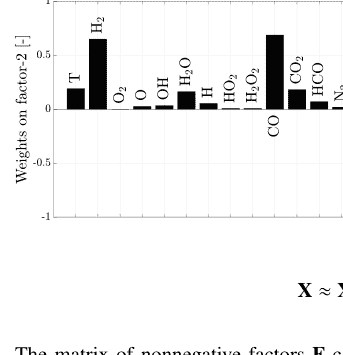 1
0.5
0
-0.5
-1
Weights on factor-2 [-]
T
H₂
O₂
O
OH
H₂O
H
HO₂
H₂O₂
CO
CO₂
HCO
X ≈
The matrix of nonnegative factors F